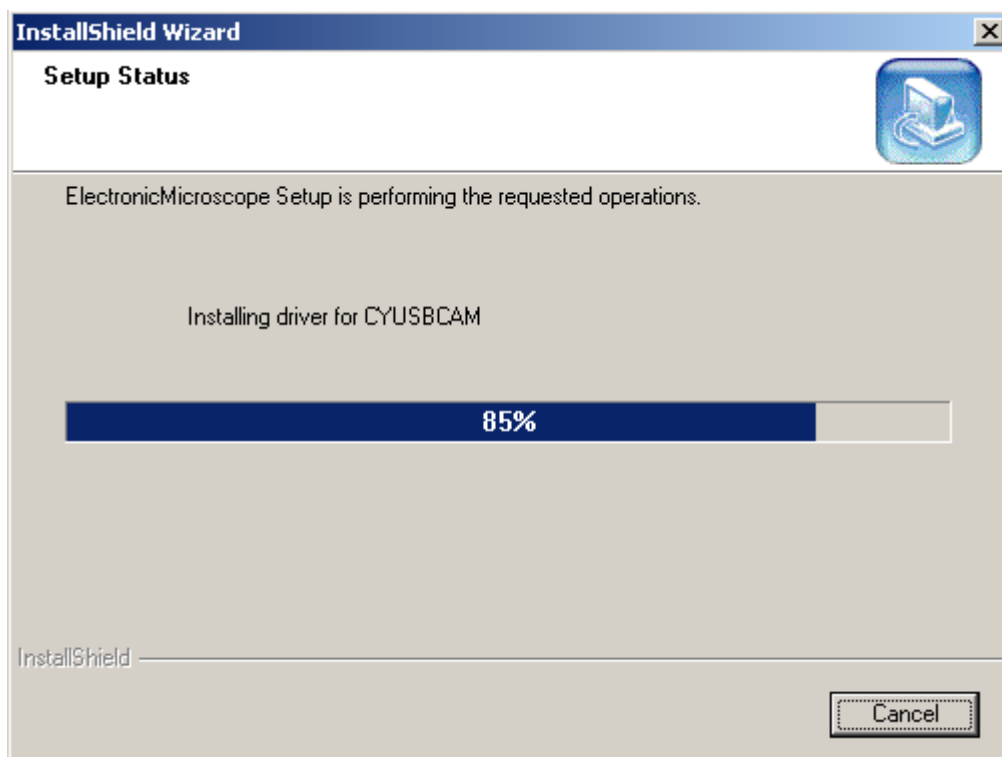 InstallShield Wizard
Setup Status
ElectronicMicroscope Setup is performing the requested operations.
Installing driver for CYUSBCAM
85%
InstallShield
Cancel